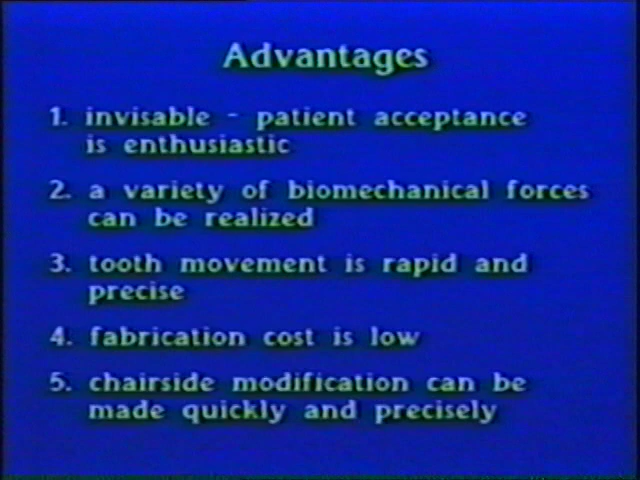 Advantages
1. invisable - patient acceptance
is enthusiastic
2. a variety of biomechanical forces
can be realized
3. tooth movement is rapid and
precise
4. fabrication cost is low
5. chairside modification can be
made quickly and precisely